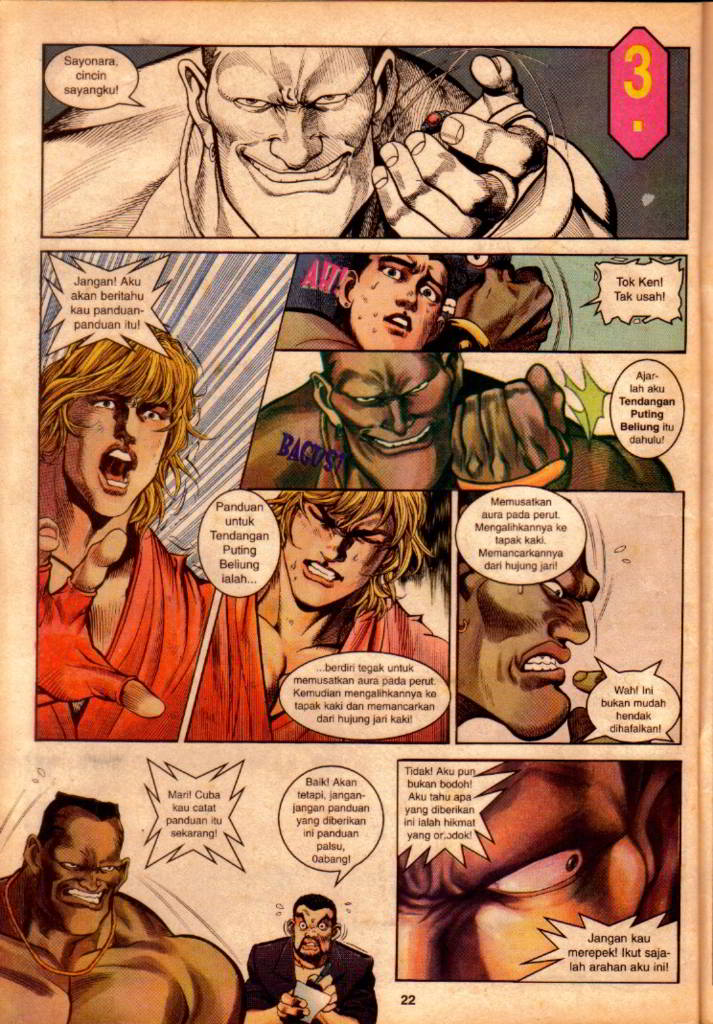 3.
Sayonara,
cincin
sayangku!
Jangan! Aku
akan beritahu
kau panduan-
panduan itu!
AH!
Tok Ken!
Tak usah!
BAGUS!
Ajar-
lah aku
Tendangan
Puting
Beliung itu
dahulu!
Panduan
untuk
Tendangan
Puting
Beliung
ialah...
...berdiri tegak untuk
memusatkan aura pada perut.
Kemudian mengalihkannya ke
tapak kaki dan memancarkan
dari hujung jari kaki!
Memusatkan
aura pada perut.
Mengalihkannya ke
tapak kaki.
Memancarkannya
dari hujung jari!
Wah! Ini
bukan mudah
hendak
dihafalkan!
Mari! Cuba
kau catat
panduan itu
sekarang!
Baik! Akan
tetapi, jangan-
jangan panduan
yang diberikan
ini panduan
palsu,
0abang!
Tidak! Aku pun
bukan bodoh!
Aku tahu apa
yang diberikan
ini ialah hikmat
yang
Jangan kau
merepek! Ikut saja-
lah arahan aku ini!
22